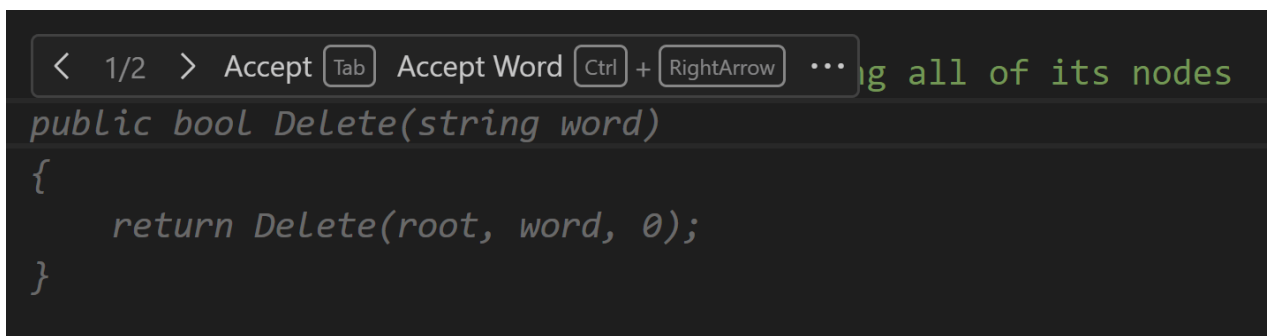 < 1/2 > Accept Tab Accept Word Ctrl + RightArrow ... all of its nodes
public bool Delete(string word)
{
    return Delete(root, word, 0);
}